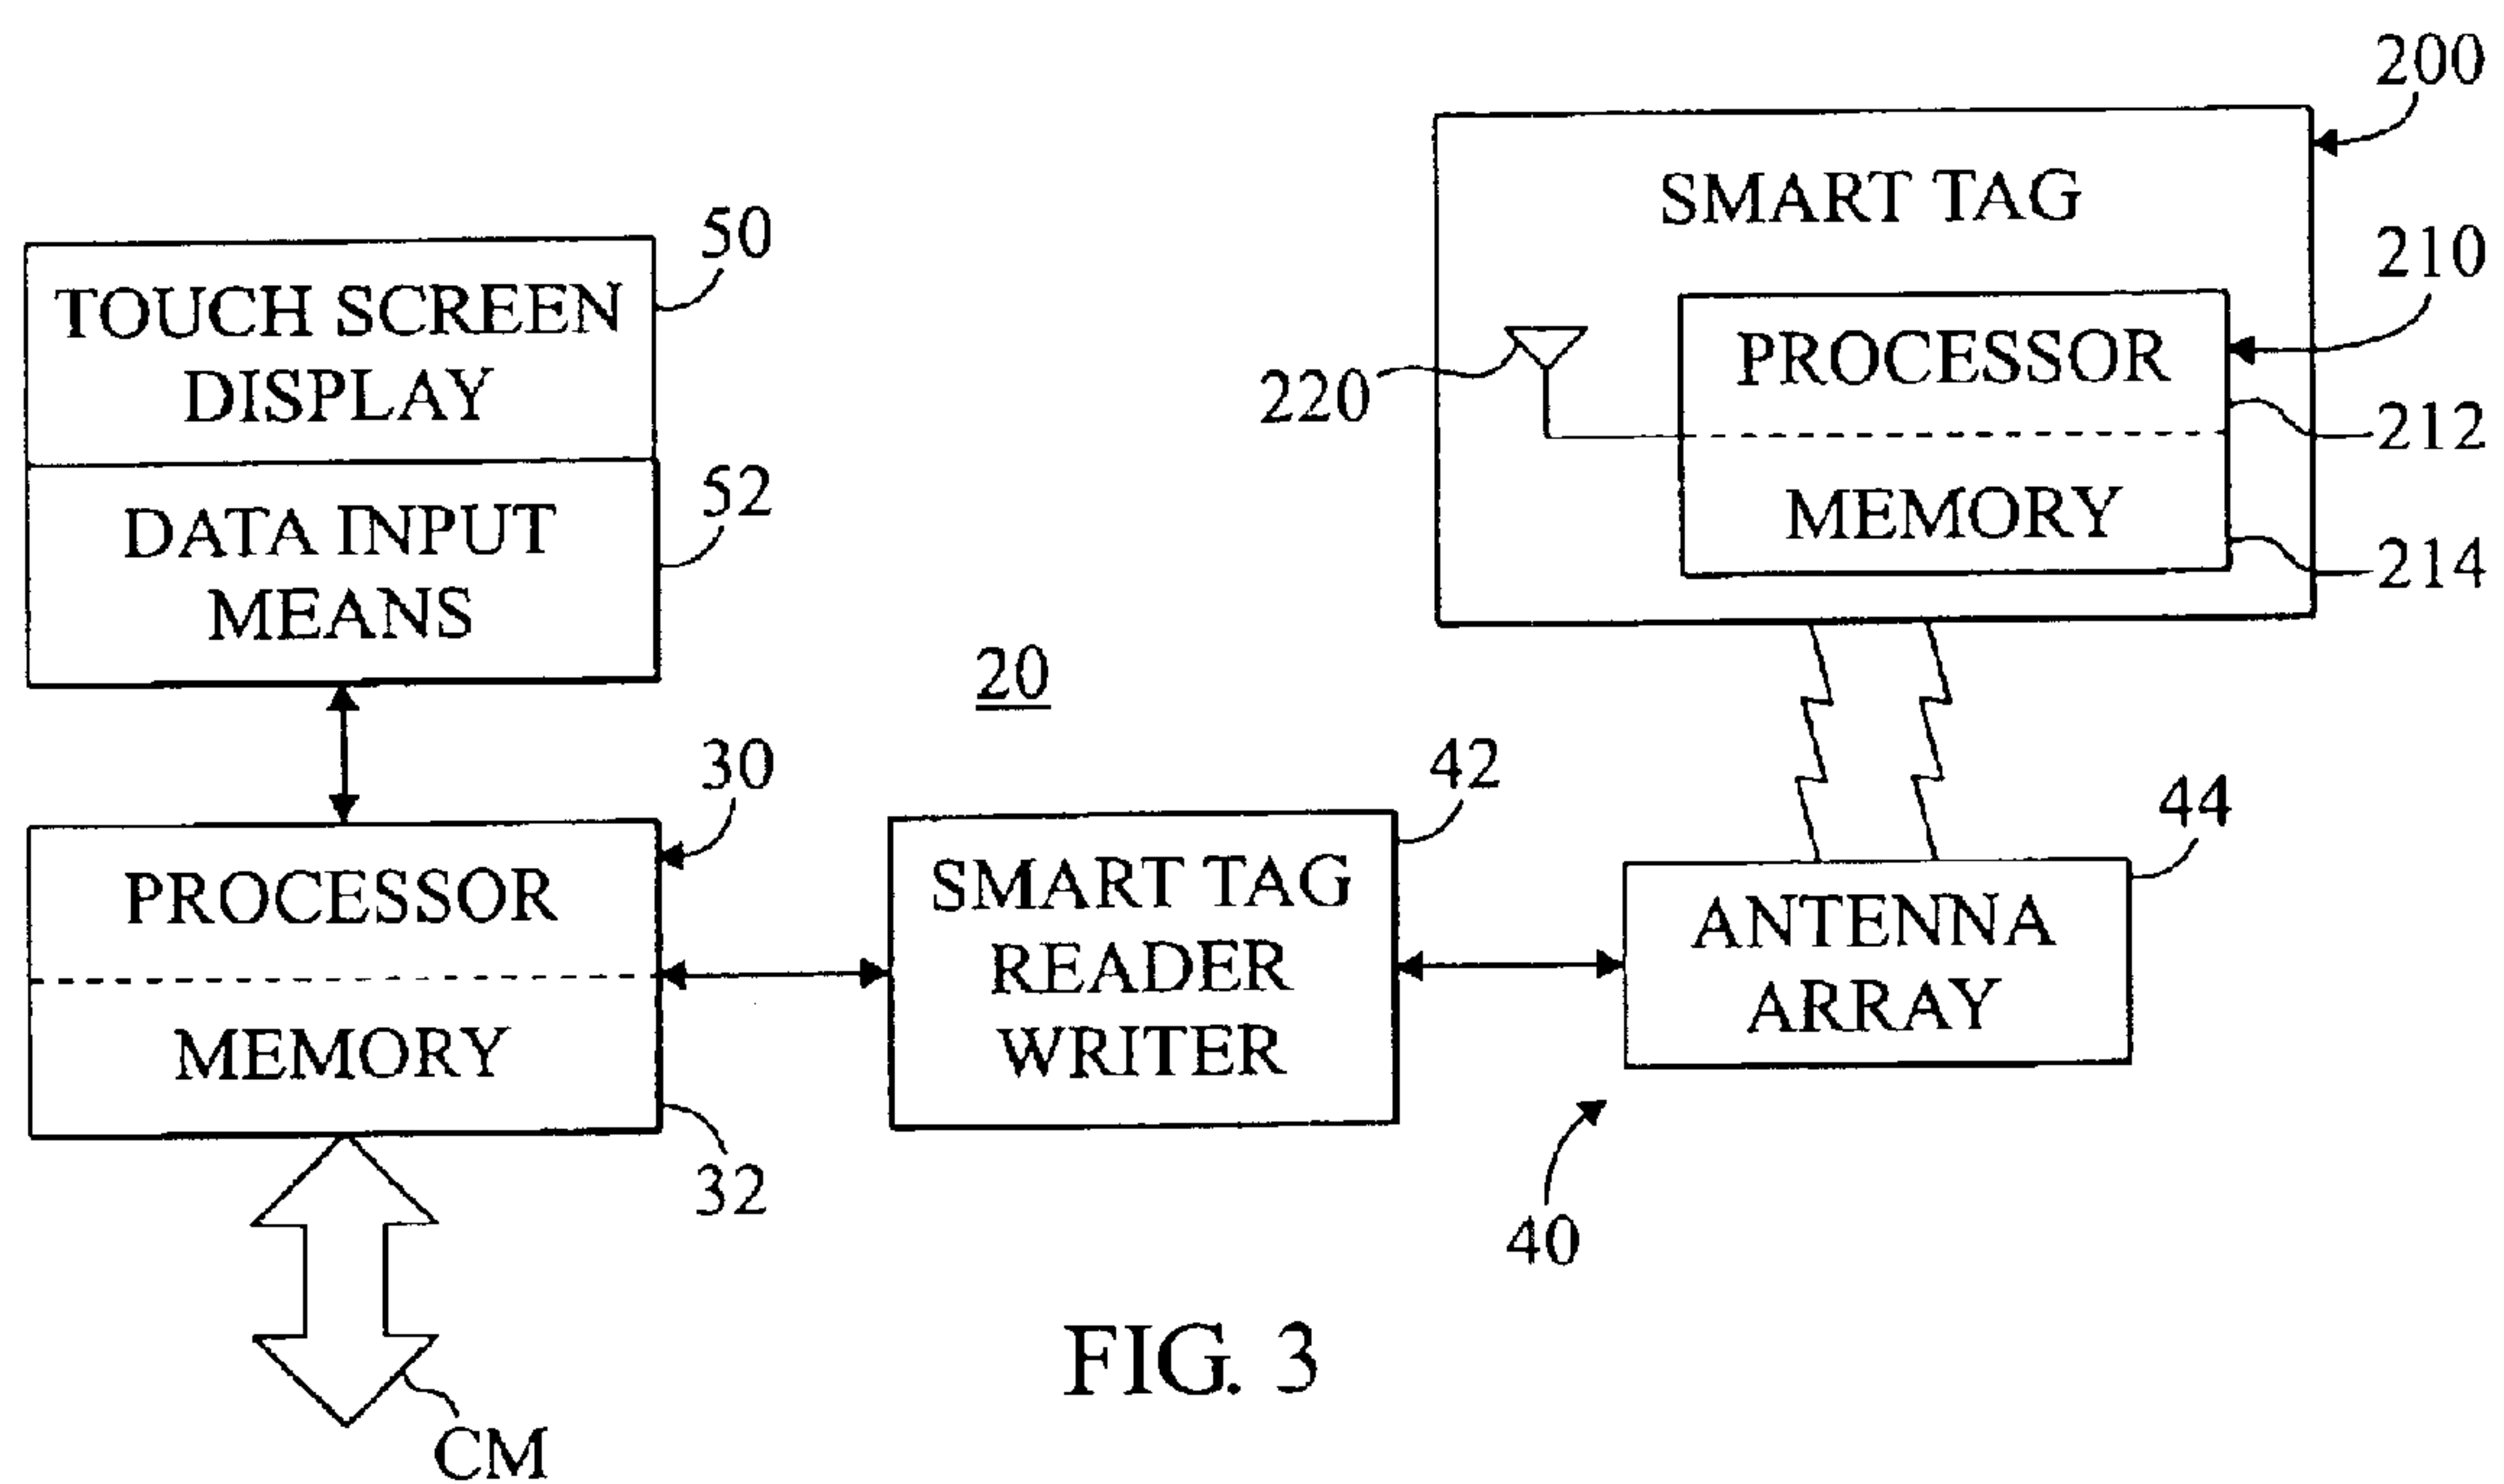 200
SMART TAG
50
210
TOUCH SCREEN
DISPLAY
PROCESSOR
220
212
52
DATA INPUT
MEANS
MEMORY
214
20
30
42
44
PROCESSOR
SMART TAG
READER
WRITER
ANTENNA
ARRAY
MEMORY
32
40
FIG. 3
CM